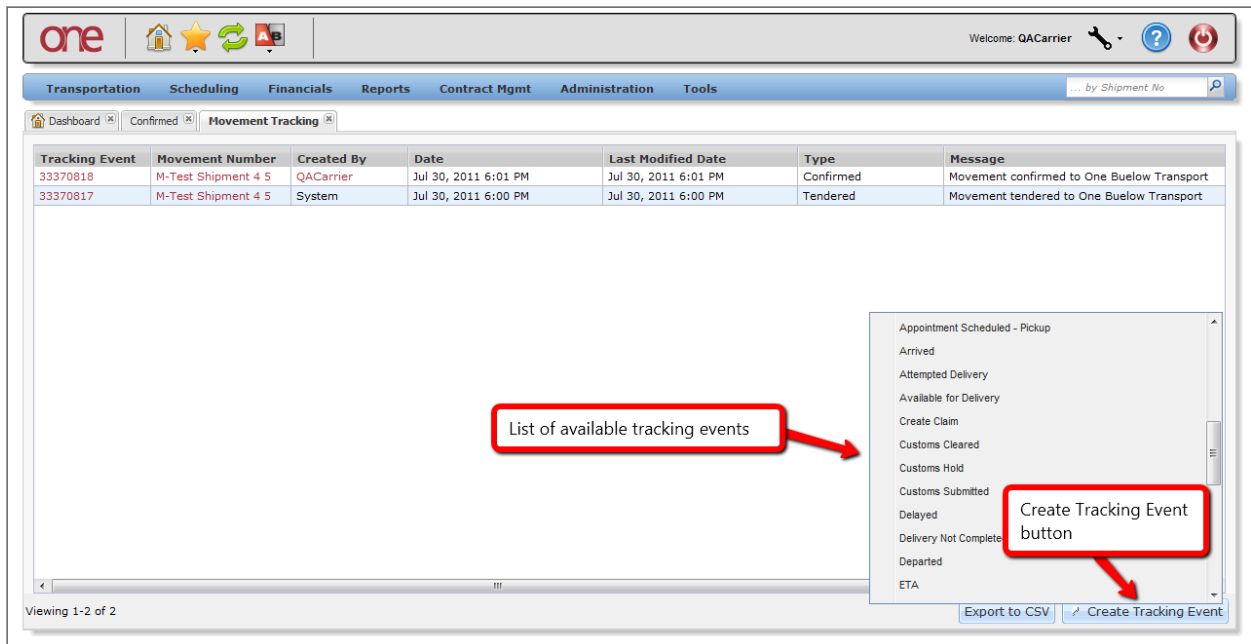 one
A B
Welcome: QACarrier
?
Transportation Scheduling Financials Reports Contract Mgmt Administration Tools
... by Shipment No
Dashboard Confirmed Movement Tracking
Tracking Event Movement Number Created By Date Last Modified Date Type Message
33370818 M-Test Shipment 4 5 QACarrier Jul 30, 2011 6:01 PM Jul 30, 2011 6:01 PM Confirmed Movement confirmed to One Buelow Transport
33370817 M-Test Shipment 4 5 System Jul 30, 2011 6:00 PM Jul 30, 2011 6:00 PM Tendered Movement tendered to One Buelow Transport
Appointment Scheduled - Pickup
Arrived
Attempted Delivery
Available for Delivery
Create Claim
List of available tracking events
Customs Cleared
Customs Hold
Customs Submitted
Delayed
Delivery Not Complete
Departed
ETA
Create Tracking Event
button
Viewing 1-2 of 2
Export to CSV
Create Tracking Event